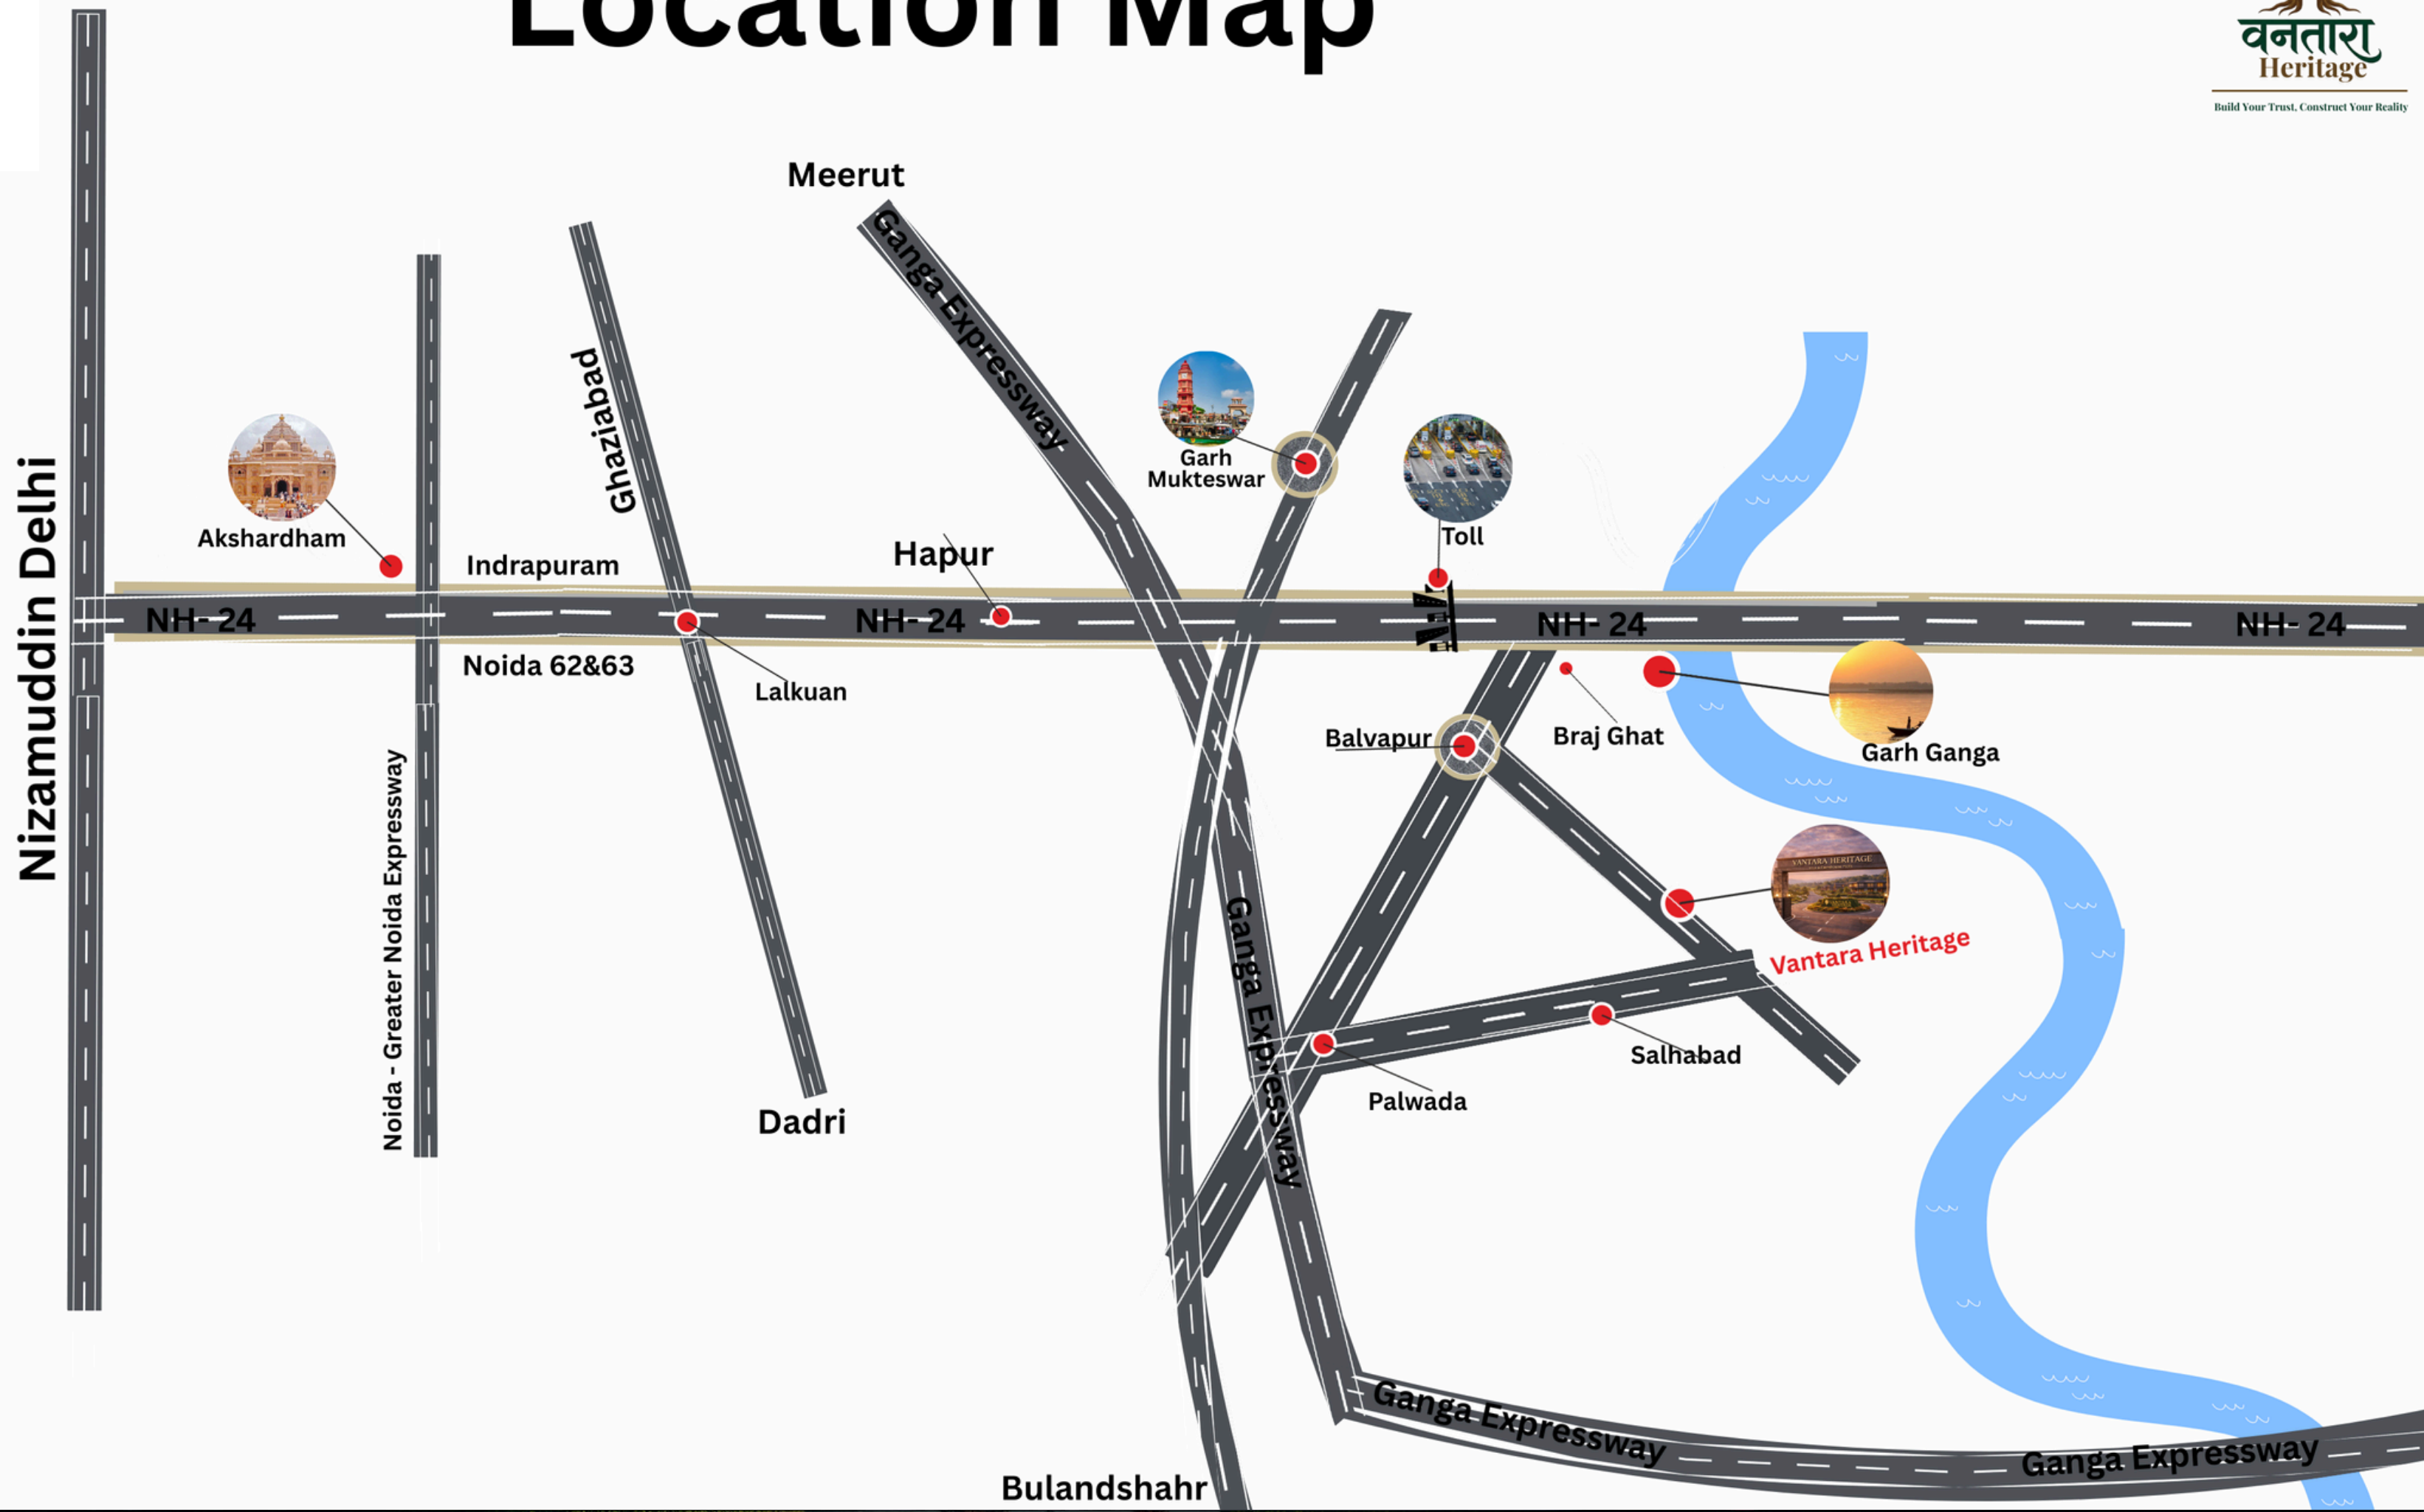 Location Map
वनतारा
Heritage
Build Your Trust, Construct Your Reality
Meerut
Ganga Expressway
Ghaziabad
Nizamuddin Delhi
Akshardham
Indrapuram
Hapur
Garh
Mukteswar
Toll
NH- 24
NH- 24
NH- 24
NH- 24
Noida 62&63
Lalkuan
Balvapur
Braj Ghat
Garh Ganga
Noida - Greater Noida Expressway
VANTARA HERITAGE
Vantara Heritage
Ganga Expressway
Salhabad
Palwada
Dadri
Ganga Expressway
Ganga Expressway
Bulandshahr